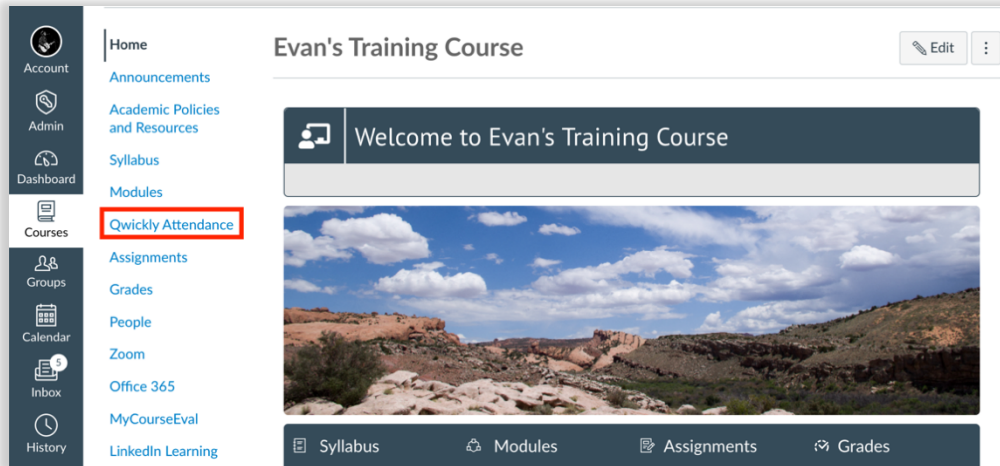 Account
Admin
Dashboard
Courses
Groups
Calendar
5
Inbox
History
Home
Announcements
Academic Policies
and Resources
Syllabus
Modules
Qwickly Attendance
Assignments
Grades
People
Zoom
Office 365
MyCourseEval
LinkedIn Learning
Evan's Training Course
Edit
Welcome to Evan's Training Course
Syllabus
Modules
Assignments
Grades